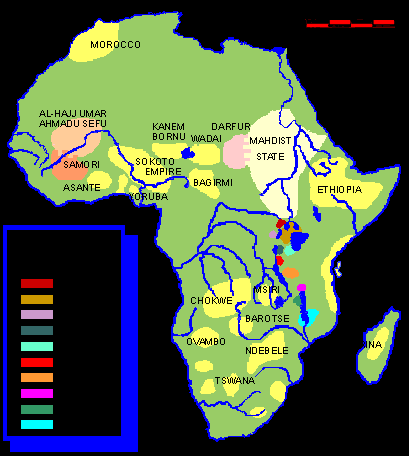 MOROCCO
AL-HAJJ UMAR
AHMADU SEFU
KANEM
BORNU
WADAI
DARFUR
MAHDIST
STATE
SAMORI
SOKOTO
EMPIRE
ASANTE
BAGIRMI
ETHIOPIA
YORUBA
MSIRI
CHOKWE
BAROTSE
OVAMBO
NDEBELE
INA
TSWANA